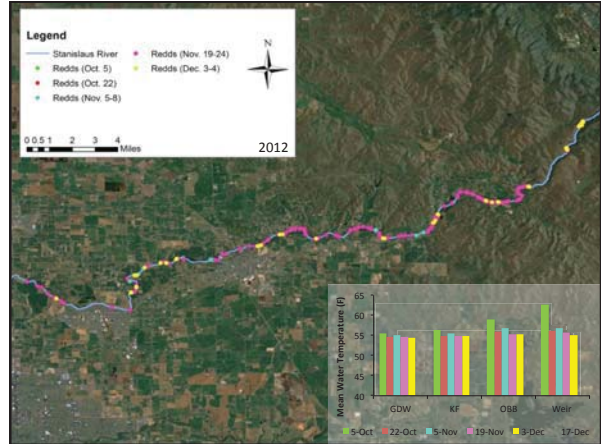 Legend
Stanislaus River
Redds (Oct. 5)
Redds (Oct. 22)
Redds (Nov. 5-8)
Redds (Nov. 19-24)
Redds (Dec. 3-4)
N
0 0.5 1 2 3 4
Miles
2012
Mean Water Temperature (F)
65
60
55
50
45
40
GDW KF OBB Weir
5-Oct 22-Oct 5-Nov 19-Nov 3-Dec 17-Dec